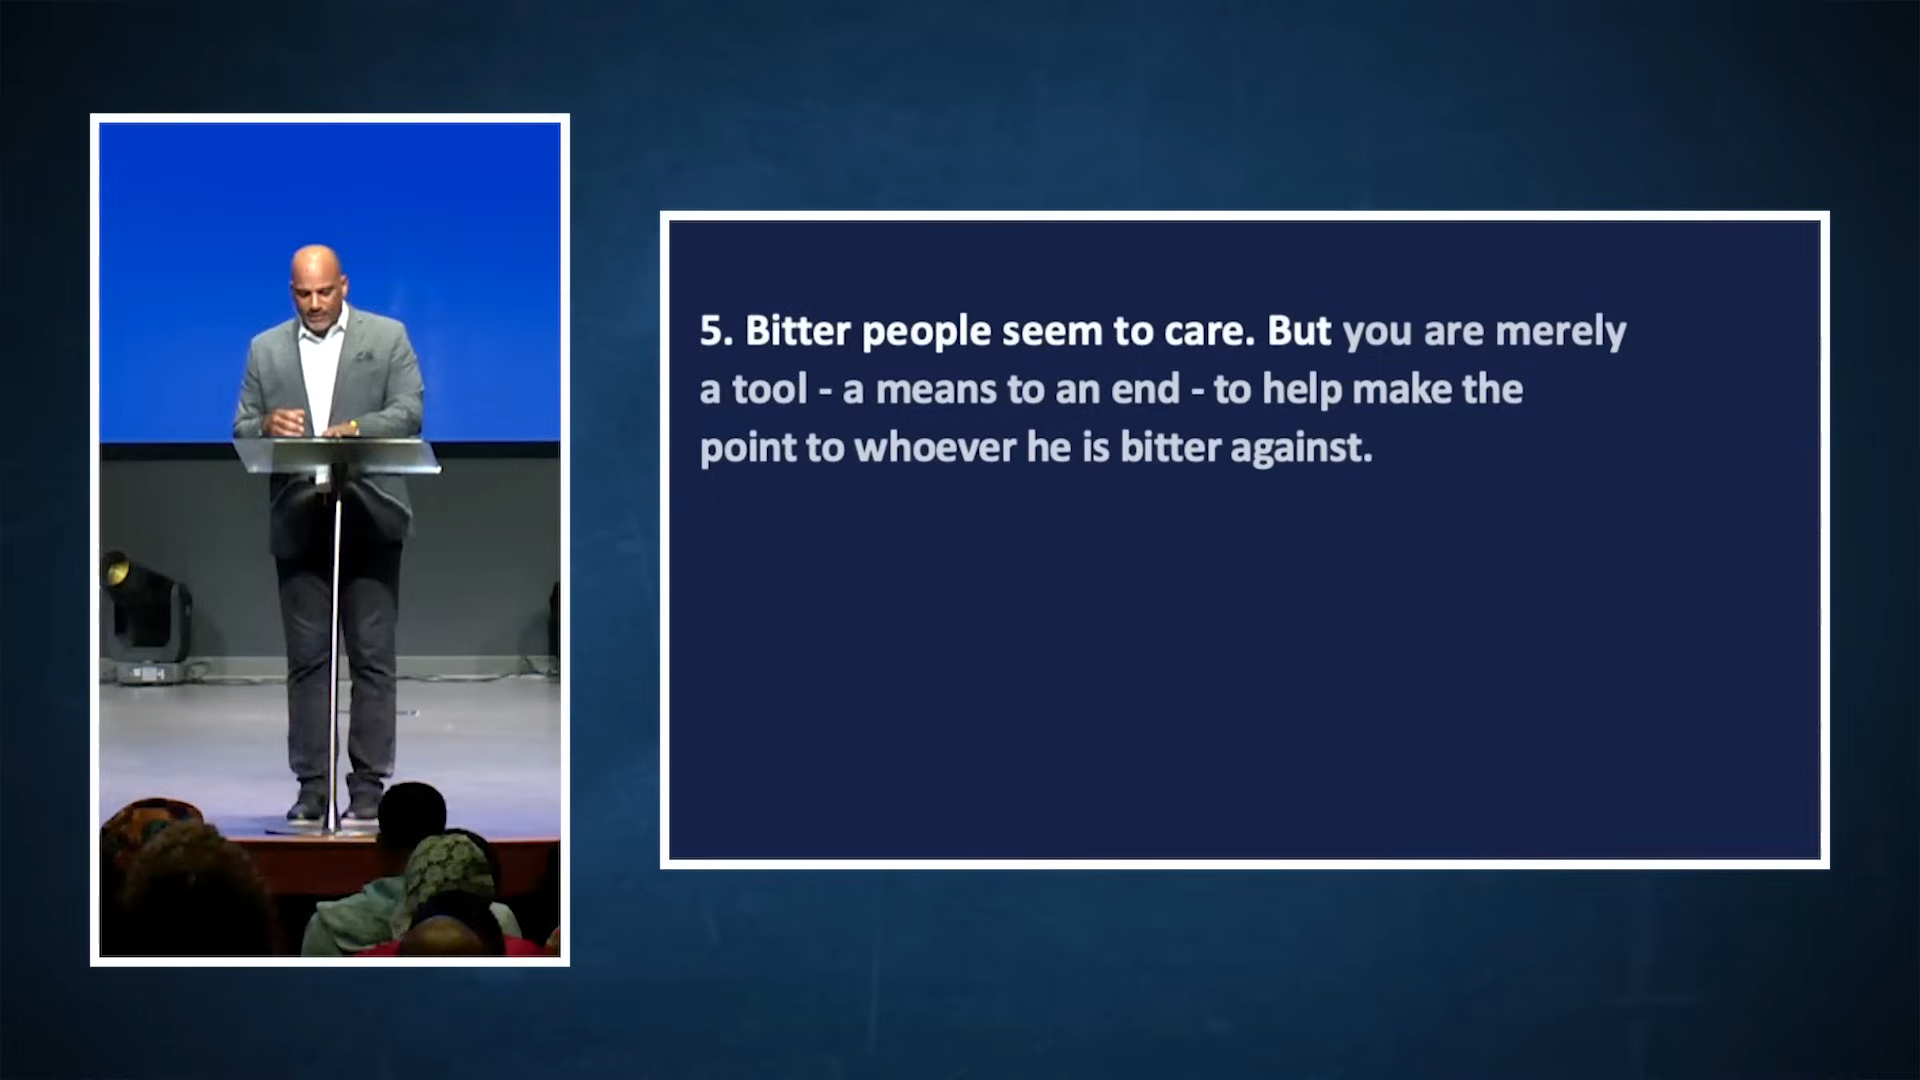 5. Bitter people seem to care. But you are merely
a tool - a means to an end - to help make the
point to whoever he is bitter against.